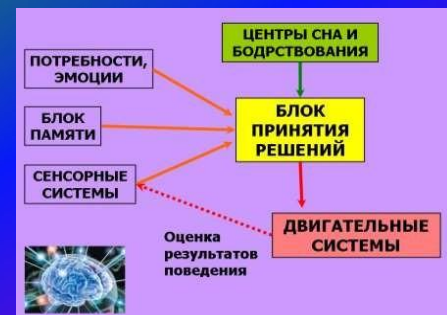 ЦЕНТРЫ СНА И
БОДРСТВОВАНИЯ
ПОТРЕБНОСТИ,
ЭМОЦИИ
БЛОК
ПАМЯТИ
СЕНСОРНЫЕ
СИСТЕМЫ
БЛОК
ПРИНЯТИЯ
РЕШЕНИЙ
ДВИГАТЕЛЬНЫЕ
СИСТЕМЫ
Оценка
результатов
поведения